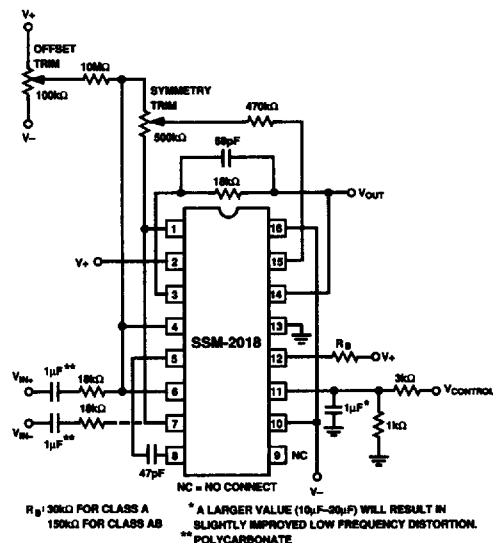 V+
OFFSET
TRIM
10MΩ
100kΩ
V–
SYMMETRY
TRIM
470kΩ
500kΩ
68pF
18kΩ
VOUT
1
16
V+
2
15
3
14
4
13
SSM-2018
5
12
RB
V+
VIN+
1μF**
18kΩ
6
11
3kΩ
VCONTROL
18kΩ
1μF*
1kΩ
VIN–
1μF**
7
10
8
9
NC
47pF
NC = NO CONNECT
V–
RB: 30kΩ FOR CLASS A
150kΩ FOR CLASS AB
* A LARGER VALUE (10μF–20μF) WILL RESULT IN
SLIGHTLY IMPROVED LOW FREQUENCY DISTORTION.
** POLYCARBONATE